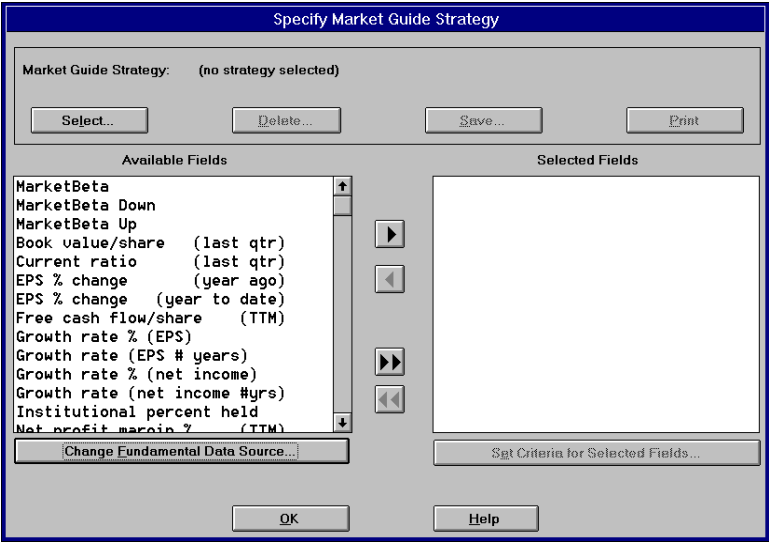 Specify Market Guide Strategy
Market Guide Strategy: (no strategy selected)
Select... Delete... Save... Print
Available Fields Selected Fields
MarketBeta
MarketBeta Down
MarketBeta Up
Book value/share (last qtr)
Current ratio (last qtr)
EPS % change (year ago)
EPS % change (year to date)
Free cash flow/share (TTM)
Growth rate % (EPS)
Growth rate (EPS # years)
Growth rate % (net income)
Growth rate (net income #yrs)
Institutional percent held
Net profit margin % (TTM)
Change Fundamental Data Source... Set Criteria for Selected Fields...
OK Help